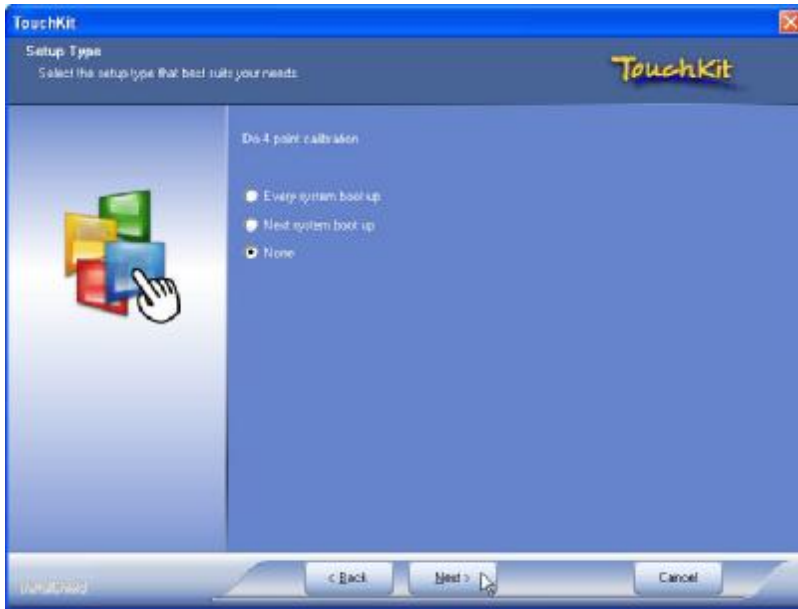 TouchKit
Setup Type
Select the setup type that best suits your needs.
TouchKit
Do 4 point calibration
Every system boot up
Next system boot up
None
InstallShield
< Back
Next >
Cancel